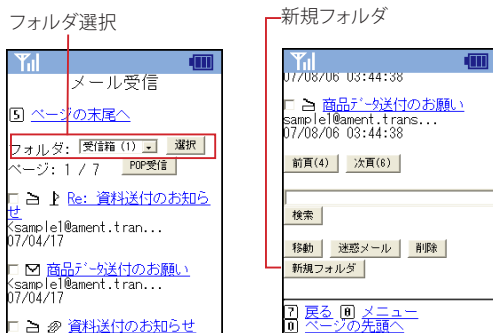 フォルダ選択
メール受信
5 ページの末尾へ
フォルダ: 受信箱 (1) 選択
ページ: 1 / 7 POP受信
Re: 資料送付のお知ら
せ
<sample1@ament.tran...
07/04/17
商品データ送付のお願い
<sample1@ament.tran...
07/04/17
資料送付のお知らせ
新規フォルダ
07/08/06 03:44:38
商品データ送付のお願い
sample1@ament.trans...
07/08/06 03:44:38
前頁(4) 次頁(6)
検索
移動 迷惑メール 削除
新規フォルダ
7 戻る 8 メニュー
0 ページの先頭へ